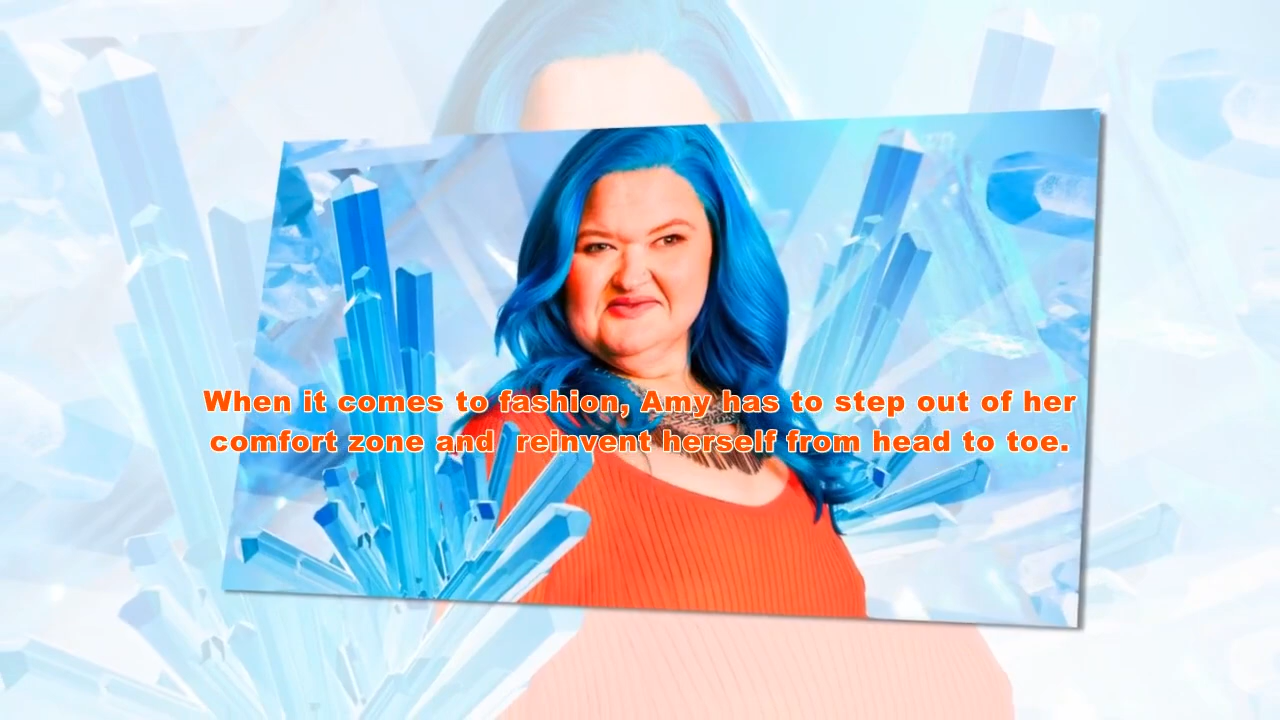 When it comes to fashion, Amy has to step out of her
comfort zone and  reinvent herself from head to toe.